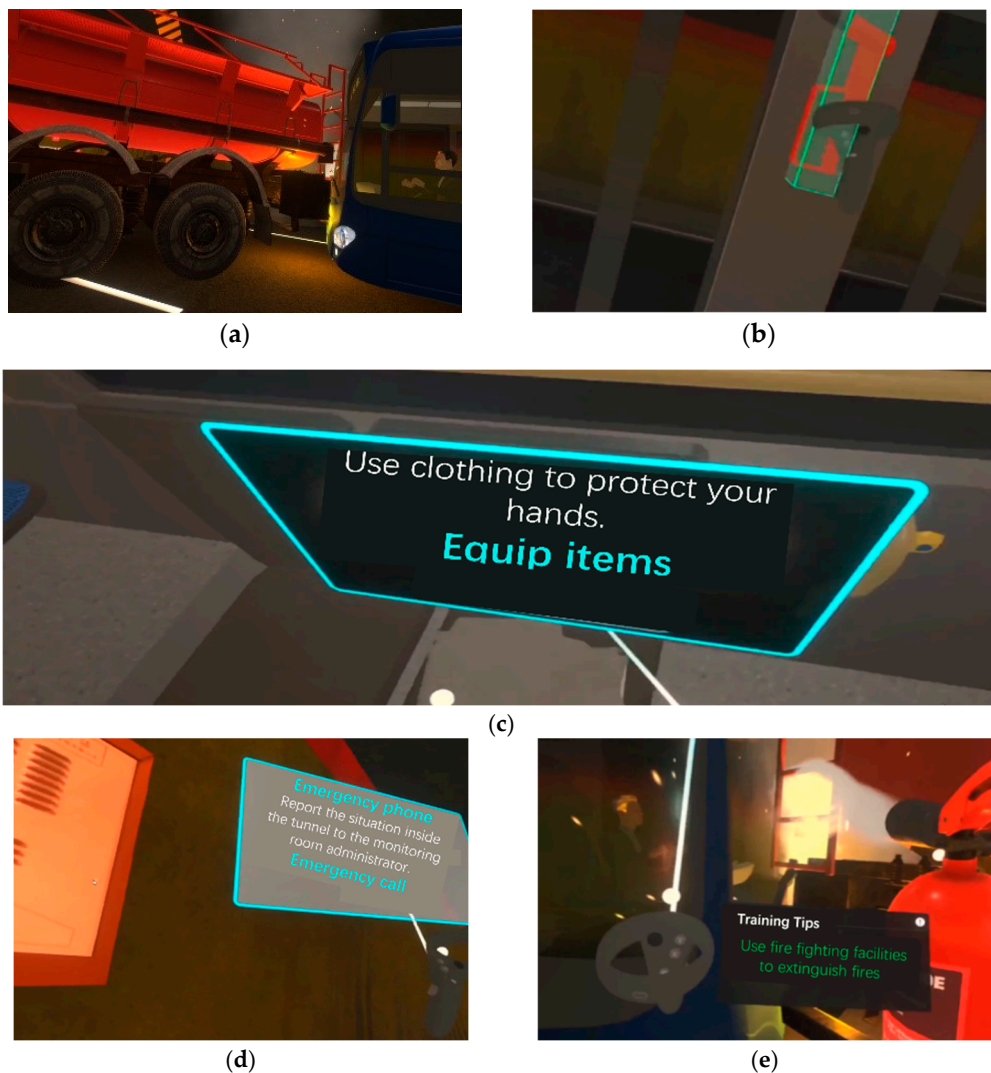 (a)
(b)
Use clothing to protect your
hands.
Equip items
(c)
Emergency phone
Report the situation inside
the tunnel to the monitoring
room administrator.
Emergency call
Training Tips
Use fire fighting facilities
to extinguish fires
(d)
(e)